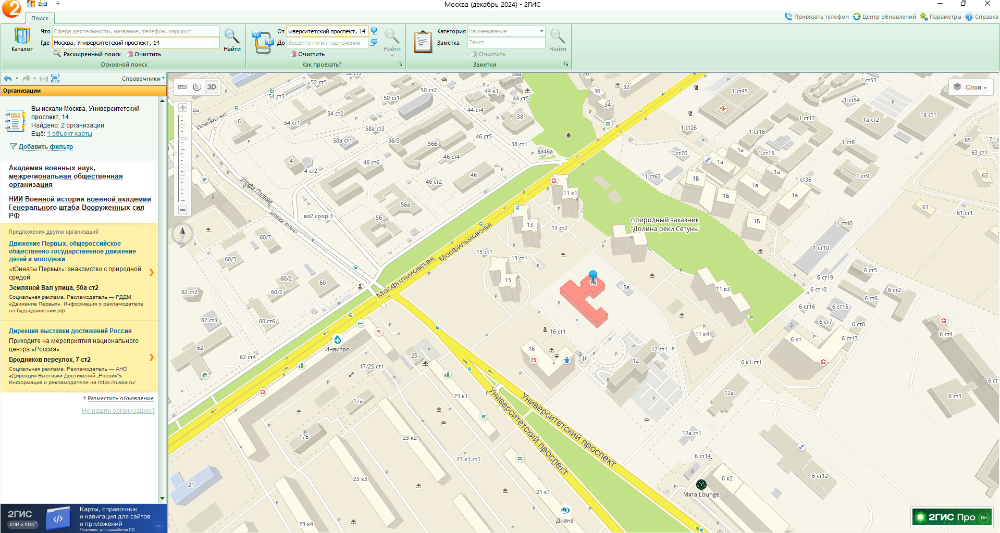 Москва (декабрь 2024) - 2ГИС
Поиск
Привязать телефон
Центр обновлений
Параметры
Справка
Каталог
Что
Сфера деятельности, название, телефон, маршрут
Где
Москва, Университетский проспект, 14
Расширенный поиск
Очистить
Найти
Основной поиск
От
иверситетский проспект, 14
До
Введите пункт назначения
Очистить
Найти
Как проехать?
Категория
Наименование
Заметка
Текст
Очистить
Найти
Заметки
Справочники
Организации
Вы искали Москва, Университетский
проспект, 14
Найдено: 2 организации
Ещё: 1 объект карты
Добавить фильтр
Академия военных наук,
межрегиональная общественная
организация
НИИ Военной истории военной академии
Генерального штаба Вооруженных сил
РФ
Предложения других организаций
Движение Первых, общероссийское
общественно-государственное движение
детей и молодежи
«Юннаты Первых»: знакомство с природной
средой
Земляной Вал улица, 50а ст2
Социальная реклама. Рекламодатель — РДДМ
«Движение Первых». Информация о рекламодателе
на будьвдвижении.рф.
Дирекция выставки достижений Россия
Приходите на мероприятия национального
центра «Россия»
Бродников переулок, 7 ст2
Социальная реклама. Рекламодатель — АНО
«Дирекция Выставки Достижений „Россия“».
Информация о рекламодателе на https://russia.ru/.
Разместить объявление
Не нашли организацию?
2ГИС
АПИ и SDK*
Карты, справочник
и навигация для сайтов
и приложений
*Комплект для разработки ПО
18+
3D
Слои
52 ст5
38а
26
32
1 ст53
54 ст3
50 ст1
50 ст2
44 к1
44 ст5
36
34
1 ст45
1 ст54
2а
Довженко
6
54 ст2
54 ст1
44 ст4
38
1 ст17
1а ст2
1а ст1
58а ст3
58а ст1
56/3
56Б
46 ст5
38 ст1
вл46а
1 ст26
1 ст16
1 ст8
65
71 с
63 ст1
4
4 ст2
46 ст6
46 ст4
46 ст2
46
1 ст70
1а
1а
1 ст15
1 ст63
1Б
1а
1 ст36
1 ст9
63
Улофа Пальме
Зелёное кольцо
вл2 соор 3
56а
56
11 к1
1Б
1а
1а
61
61 ст1
13
13 ст2
природный заказник
"Долина реки Сетунь"
1Б
1 ст40
60/7
60/3
Мосфильмовская
Мосфильмовская
15 ст1
13 ст1
1 ст10
60/2
60
60/2
15
14
15а
11 к3
6 ст19
6 ст5
6 ст10
6 ст2
6 ст6
62 ст2
62 ст3
60 ст6
6 ст16
6 ст15
6 ст7
6 ст8
62
62 ст4
Инвитро
16 ст1
16
11 к4
6 к1
6 ст13
6 ст4
25
17/25 ст1
12 ст1
12
6 к1 ст1
6 ст
17а
23 к1
Университетский проспект
Университетский проспект
12а
6 ст3
17Б
23 к2
12а ст1
23 к1 ст1
6 ст14
21
23 к3
21 к1
6 к2
6 ст12
Мята Lounge
Диана
23 к4
2ГИС Про
18+